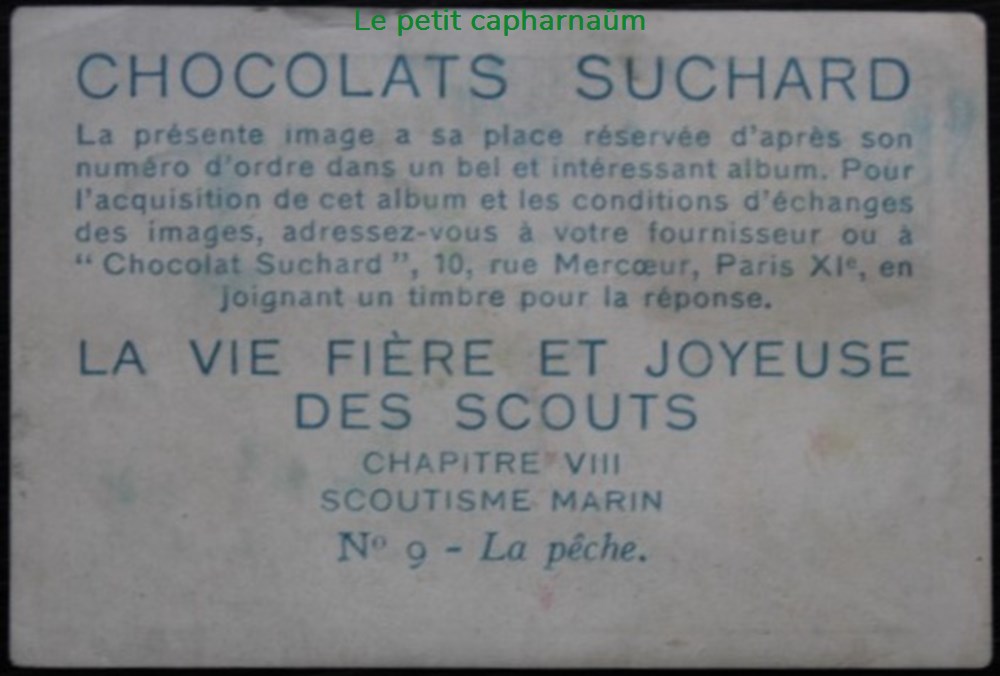 Le petit capharnaüm
CHOCOLATS SUCHARD
La présente image a sa place réservée d'après son
numéro d'ordre dans un bel et intéressant album. Pour
l'acquisition de cet album et les conditions d'échanges
des images, adressez-vous à votre fournisseur ou à
“ Chocolat Suchard ”, 10, rue Mercœur, Paris XIᵉ, en
joignant un timbre pour la réponse.
LA VIE FIÈRE ET JOYEUSE
DES SCOUTS
CHAPITRE VIII
SCOUTISME MARIN
Nº 9 - La pêche.